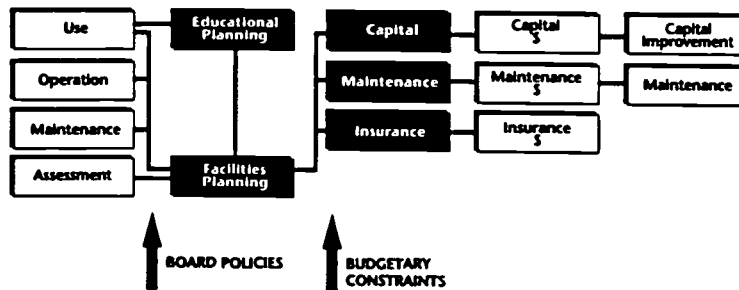 Use
Educational
Planning
Capital
Capital
$
Capital
Improvement
Operation
Maintenance
Maintenance
$
Maintenance
Maintenance
Insurance
Insurance
$
Assessment
Facilities
Planning
BOARD POLICIES
BUDGETARY
CONSTRAINTS